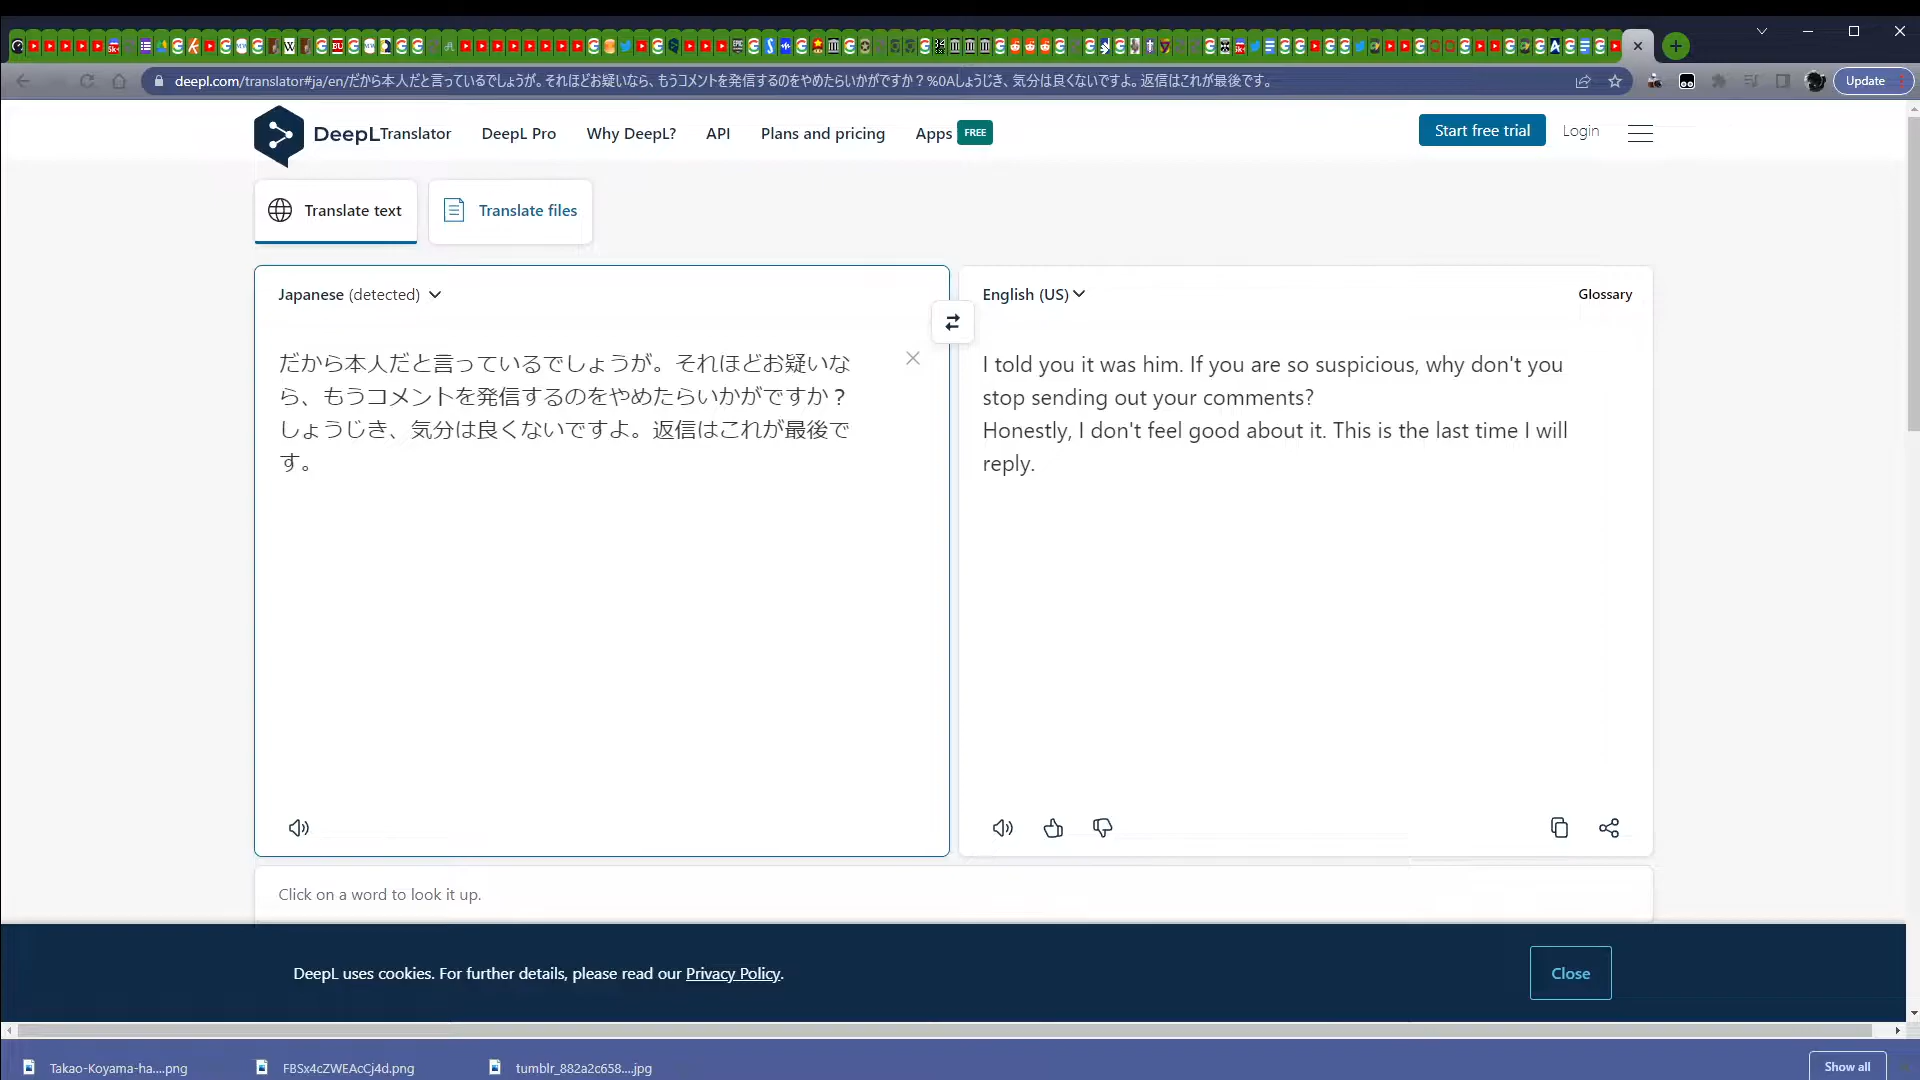 deepl.com/translator#ja/en/だから本人だと言っているでしょうが。それほどお疑いなら、もうコメントを発信するのをやめたらいかがですか？%0Aしょうじき、気分は良くないですよ。返信はこれが最後です。
Update
DeepL Translator
DeepL Pro
Why DeepL?
API
Plans and pricing
Apps FREE
Start free trial
Login
Translate text
Translate files
Japanese (detected)
English (US)
Glossary
だから本人だと言っているでしょうが。それほどお疑いな
ら、もうコメントを発信するのをやめたらいかがですか？
しょうじき、気分は良くないですよ。返信はこれが最後で
す。
I told you it was him. If you are so suspicious, why don't you
stop sending out your comments?
Honestly, I don't feel good about it. This is the last time I will
reply.
Click on a word to look it up.
DeepL uses cookies. For further details, please read our Privacy Policy.
Close
Takao-Koyama-ha....png
FBSx4cZWEAcCj4d.png
tumblr_882a2c658....jpg
Show all